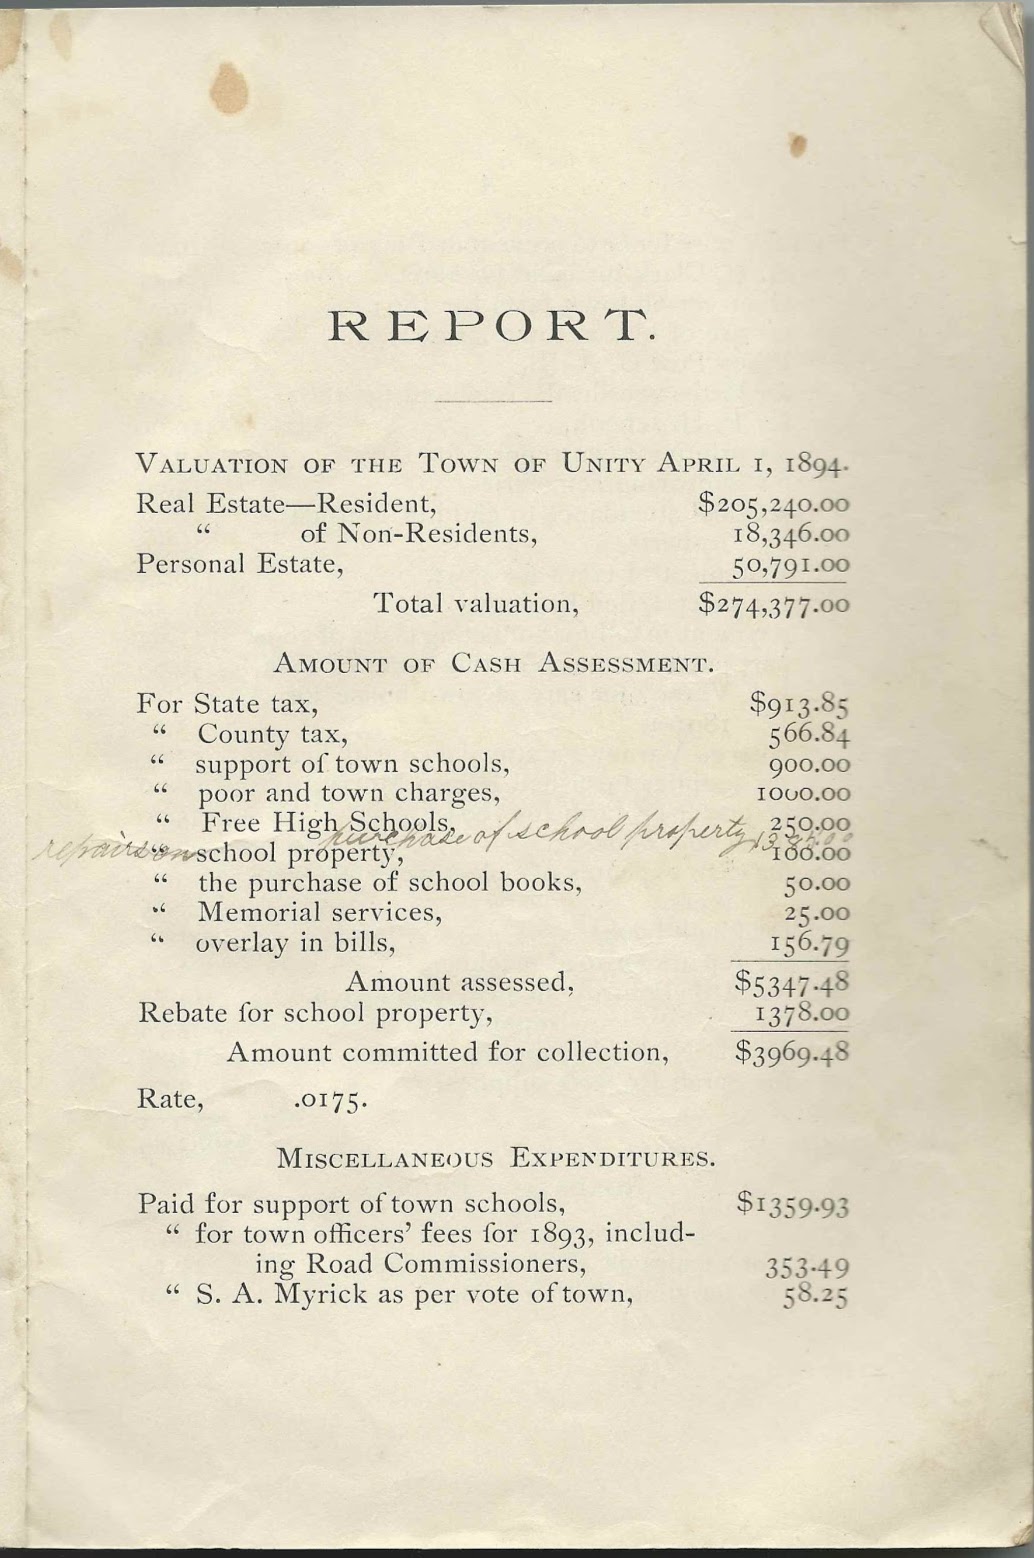 REPORT.
VALUATION OF THE TOWN OF UNITY APRIL 1, 1894.
Real Estate—Resident, $205,240.00
“ of Non-Residents, 18,346.00
Personal Estate, 50,791.00
Total valuation, $274,377.00
AMOUNT OF CASH ASSESSMENT.
For State tax, $913.85
“ County tax, 566.84
“ support of town schools, 900.00
“ poor and town charges, 1000.00
“ Free High Schools, 250.00
purchase of school property
repairs on
“ school property, 100.00
“ the purchase of school books, 50.00
“ Memorial services, 25.00
“ overlay in bills, 156.79
Amount assessed, $5347.48
Rebate for school property, 1378.00
Amount committed for collection, $3969.48
Rate, .0175.
MISCELLANEOUS EXPENDITURES.
Paid for support of town schools, $1359.93
“ for town officers’ fees for 1893, includ-
ing Road Commissioners, 353.49
“ S. A. Myrick as per vote of town, 58.25